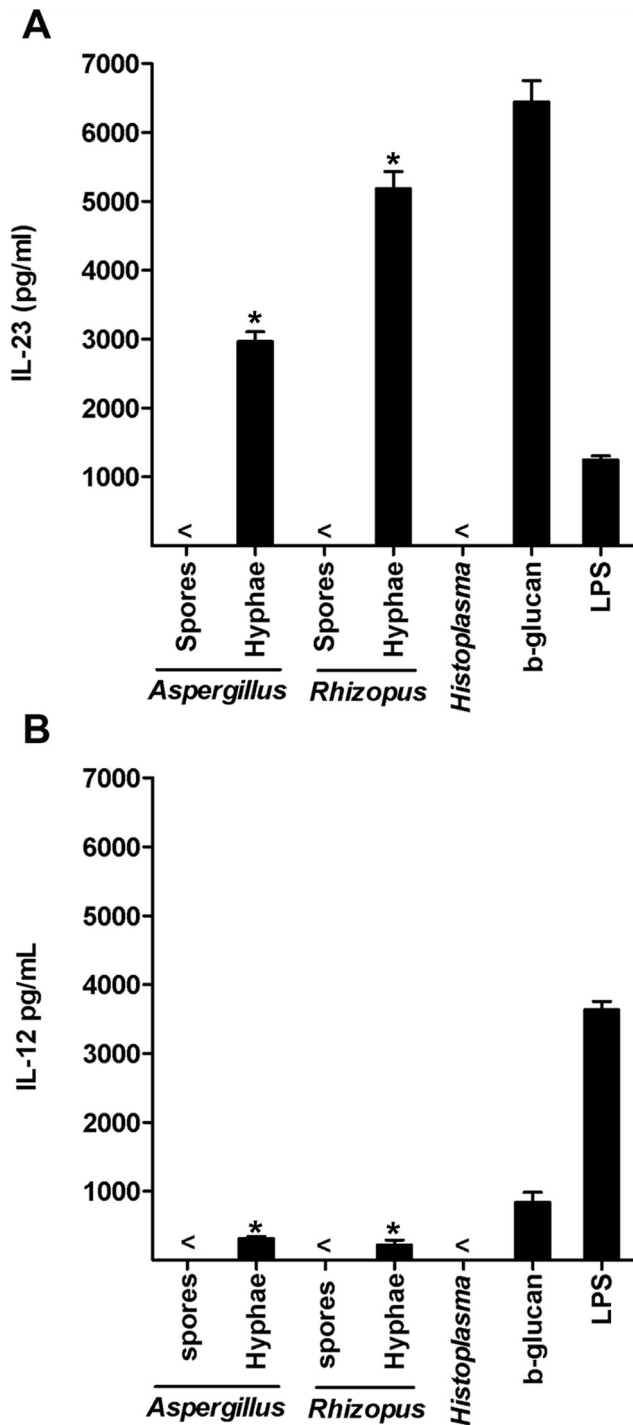 A
7000
6000
5000
4000
3000
2000
1000
IL-23 (pg/ml)
*
*
<
<
<
Spores
Hyphae
Spores
Hyphae
Histoplasma
b-glucan
LPS
Aspergillus
Rhizopus
B
7000
6000
5000
4000
3000
2000
1000
IL-12 pg/mL
<
*
<
*
<
spores
Hyphae
spores
Hyphae
Histoplasma
b-glucan
LPS
Aspergillus
Rhizopus